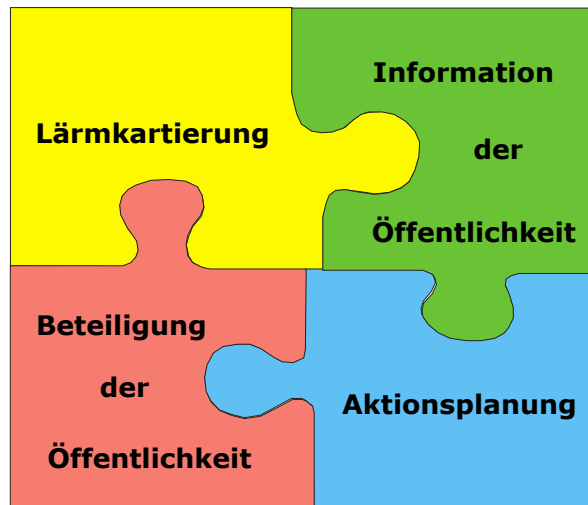 Lärmkartierung
Information
der
Öffentlichkeit
Beteiligung
der
Öffentlichkeit
Aktionsplanung